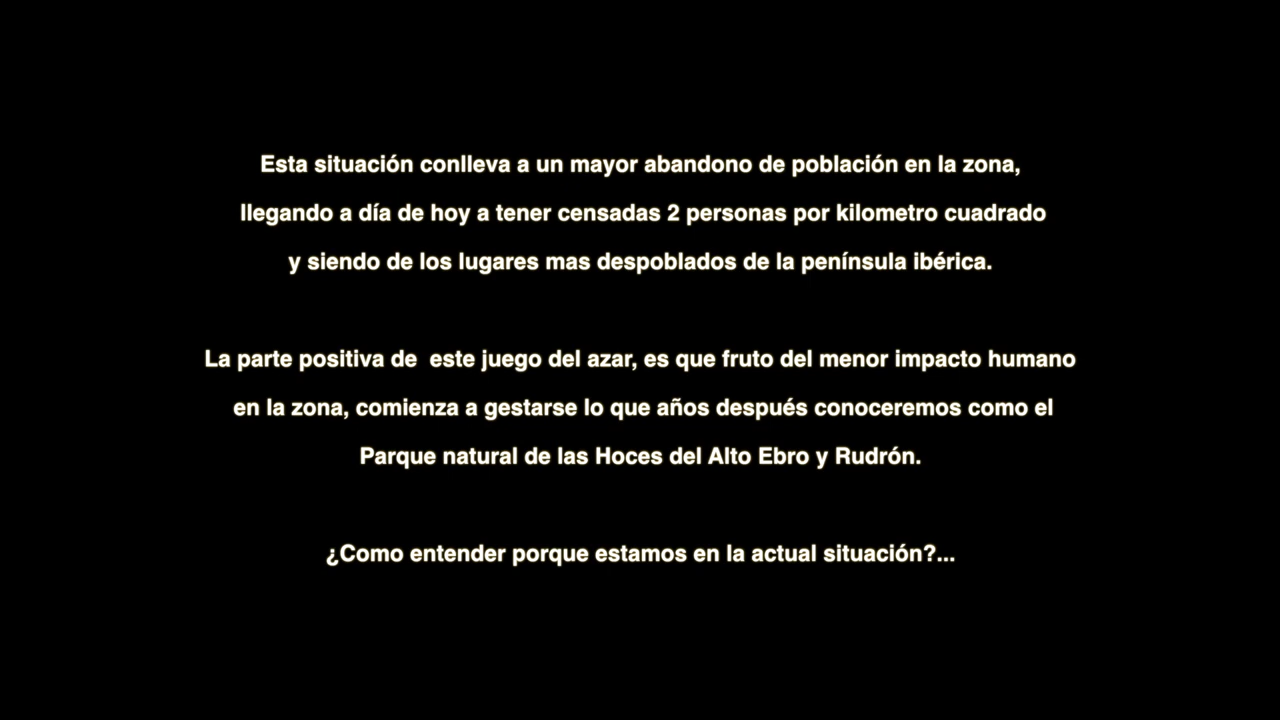 Esta situación conlleva a un mayor abandono de población en la zona,
llegando a día de hoy a tener censadas 2 personas por kilometro cuadrado
y siendo de los lugares mas despoblados de la península ibérica.
La parte positiva de  este juego del azar, es que fruto del menor impacto humano
en la zona, comienza a gestarse lo que años después conoceremos como el
Parque natural de las Hoces del Alto Ebro y Rudrón.
¿Como entender porque estamos en la actual situación?...